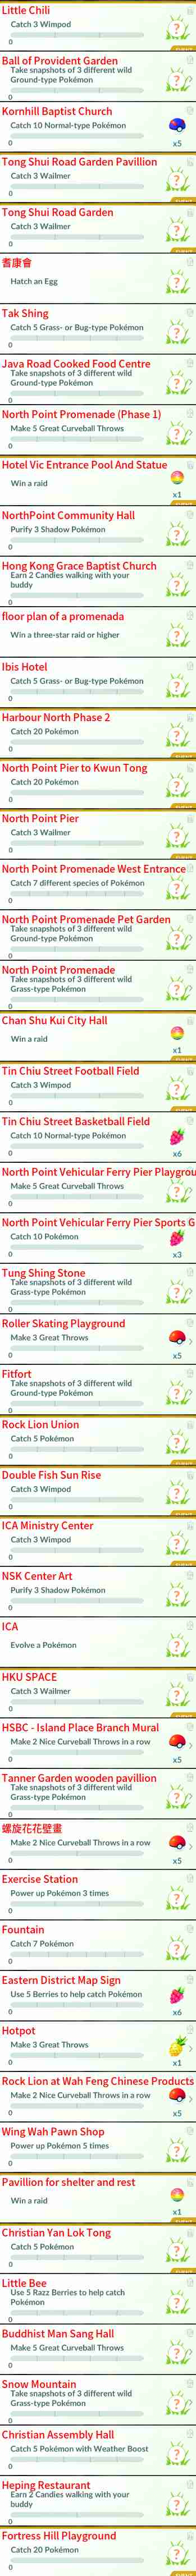 Little Chili
Catch 3 Wimpod
0
Ball of Provident Garden
Take snapshots of 3 different wild
Ground-type Pokémon
0
Kornhill Baptist Church
Catch 10 Normal-type Pokémon
0
x5
Tong Shui Road Garden Pavillion
Catch 3 Wailmer
0
Tong Shui Road Garden
Catch 3 Wailmer
0
耆康會
Hatch an Egg
Tak Shing
Catch 5 Grass- or Bug-type Pokémon
0
Java Road Cooked Food Centre
Take snapshots of 3 different wild
Ground-type Pokémon
0
North Point Promenade (Phase 1)
Make 5 Great Curveball Throws
0
Hotel Vic Entrance Pool And Statue
Win a raid
x1
NorthPoint Community Hall
Purify 3 Shadow Pokémon
0
Hong Kong Grace Baptist Church
Earn 2 Candies walking with your
buddy
0
floor plan of a promenada
Win a three-star raid or higher
Ibis Hotel
Catch 5 Grass- or Bug-type Pokémon
0
Harbour North Phase 2
Catch 20 Pokémon
0
North Point Pier to Kwun Tong
Catch 20 Pokémon
0
North Point Pier
Catch 3 Wailmer
0
North Point Promenade West Entrance
Catch 7 different species of Pokémon
0
North Point Promenade Pet Garden
Take snapshots of 3 different wild
Ground-type Pokémon
0
North Point Promenade
Take snapshots of 3 different wild
Grass-type Pokémon
0
Chan Shu Kui City Hall
Win a raid
x1
Tin Chiu Street Football Field
Catch 3 Wimpod
0
Tin Chiu Street Basketball Field
Catch 10 Normal-type Pokémon
0
x6
North Point Vehicular Ferry Pier Playgrou
Make 5 Great Curveball Throws
0
North Point Vehicular Ferry Pier Sports G
Catch 10 Pokémon
0
x3
Tung Shing Stone
Take snapshots of 3 different wild
Grass-type Pokémon
0
Roller Skating Playground
Make 3 Great Throws
0
x5
Fitfort
Take snapshots of 3 different wild
Ground-type Pokémon
0
Rock Lion Union
Catch 5 Pokémon
0
Double Fish Sun Rise
Catch 3 Wimpod
0
ICA Ministry Center
Catch 3 Wimpod
0
NSK Center Art
Purify 3 Shadow Pokémon
0
ICA
Evolve a Pokémon
HKU SPACE
Catch 3 Wailmer
0
HSBC - Island Place Branch Mural
Make 2 Nice Curveball Throws in a row
0
x5
Tanner Garden wooden pavillion
Take snapshots of 3 different wild
Grass-type Pokémon
0
螺旋花花壁畫
Make 2 Nice Curveball Throws in a row
0
x5
Exercise Station
Power up Pokémon 3 times
0
Fountain
Catch 7 Pokémon
0
Eastern District Map Sign
Use 5 Berries to help catch Pokémon
0
x6
Hotpot
Make 3 Great Throws
0
x1
Rock Lion at Wah Feng Chinese Products
Make 2 Nice Curveball Throws in a row
0
x5
Wing Wah Pawn Shop
Power up Pokémon 5 times
0
Pavillion for shelter and rest
Win a raid
x1
Christian Yan Lok Tong
Catch 5 Pokémon
0
Little Bee
Use 5 Razz Berries to help catch
Pokémon
0
Buddhist Man Sang Hall
Make 5 Great Curveball Throws
0
Snow Mountain
Take snapshots of 3 different wild
Grass-type Pokémon
0
Christian Assembly Hall
Catch 5 Pokémon with Weather Boost
0
Heping Restaurant
Earn 2 Candies walking with your
buddy
0
Fortress Hill Playground
Catch 20 Pokémon
0